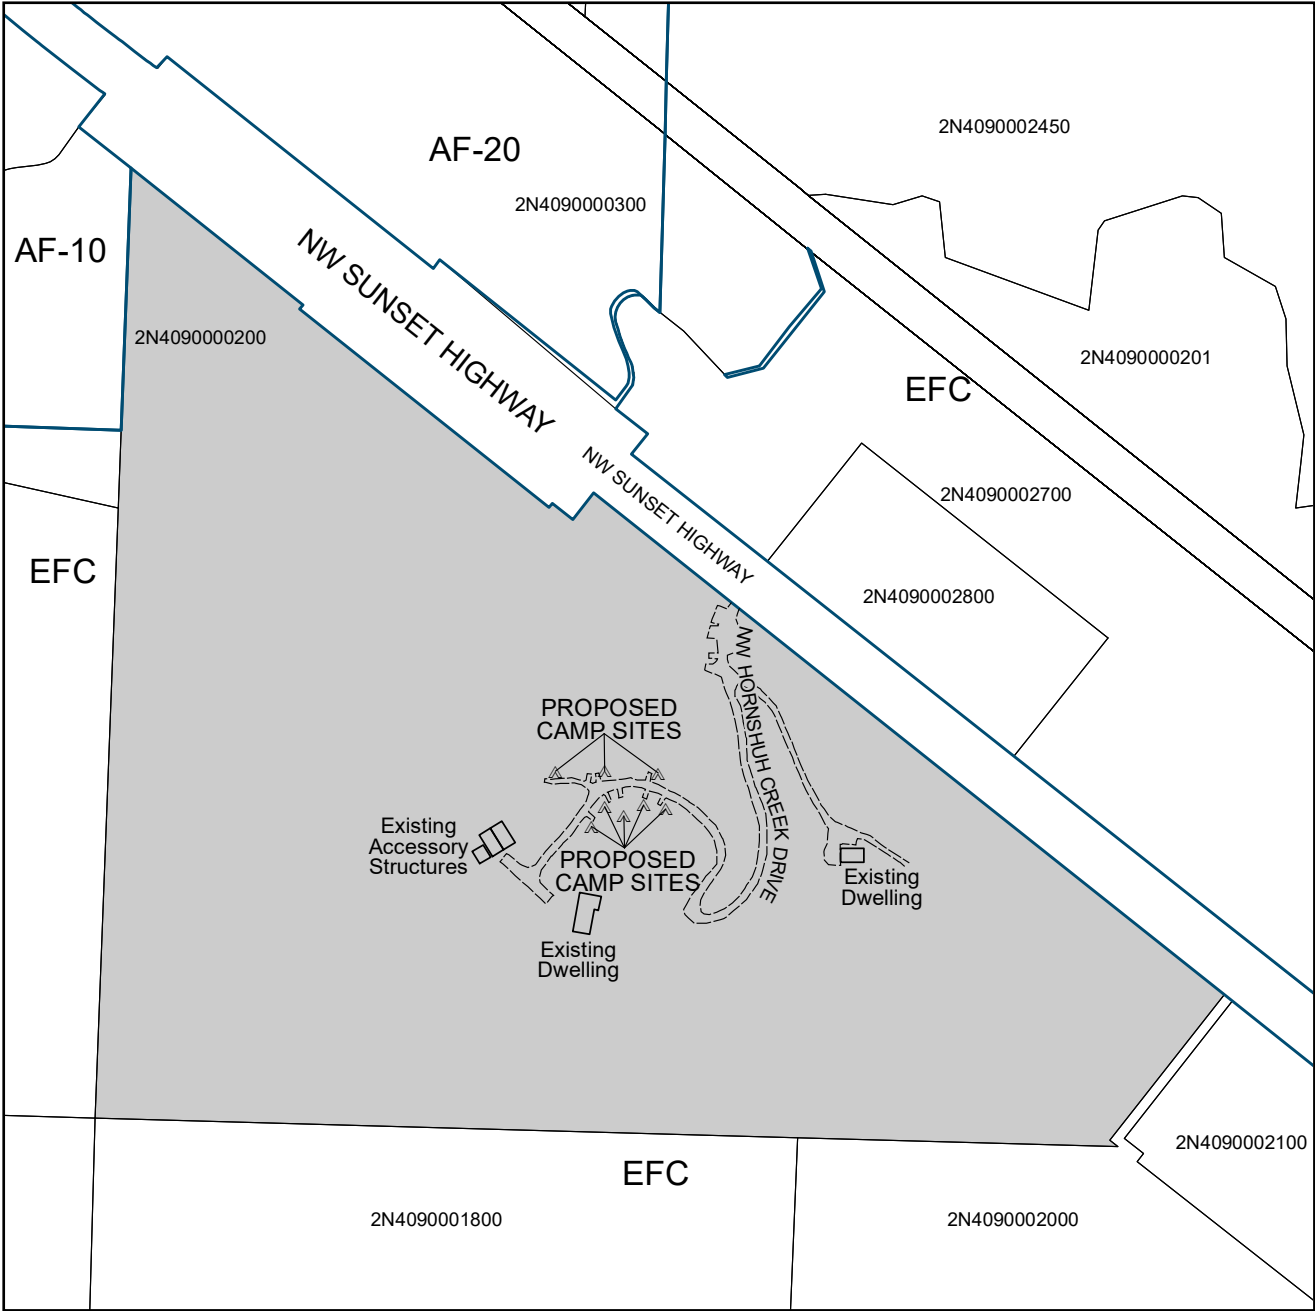 2N4090002450
AF-20
2N4090000300
AF-10
NW SUNSET HIGHWAY
2N4090000200
2N4090000201
EFC
NW SUNSET HIGHWAY
2N4090002700
EFC
2N4090002800
NW HORNSHUH CREEK DRIVE
PROPOSED
CAMP SITES
Existing
Accessory
Structures
PROPOSED
CAMP SITES
Existing
Dwelling
Existing
Dwelling
2N4090002100
EFC
2N4090001800
2N4090002000